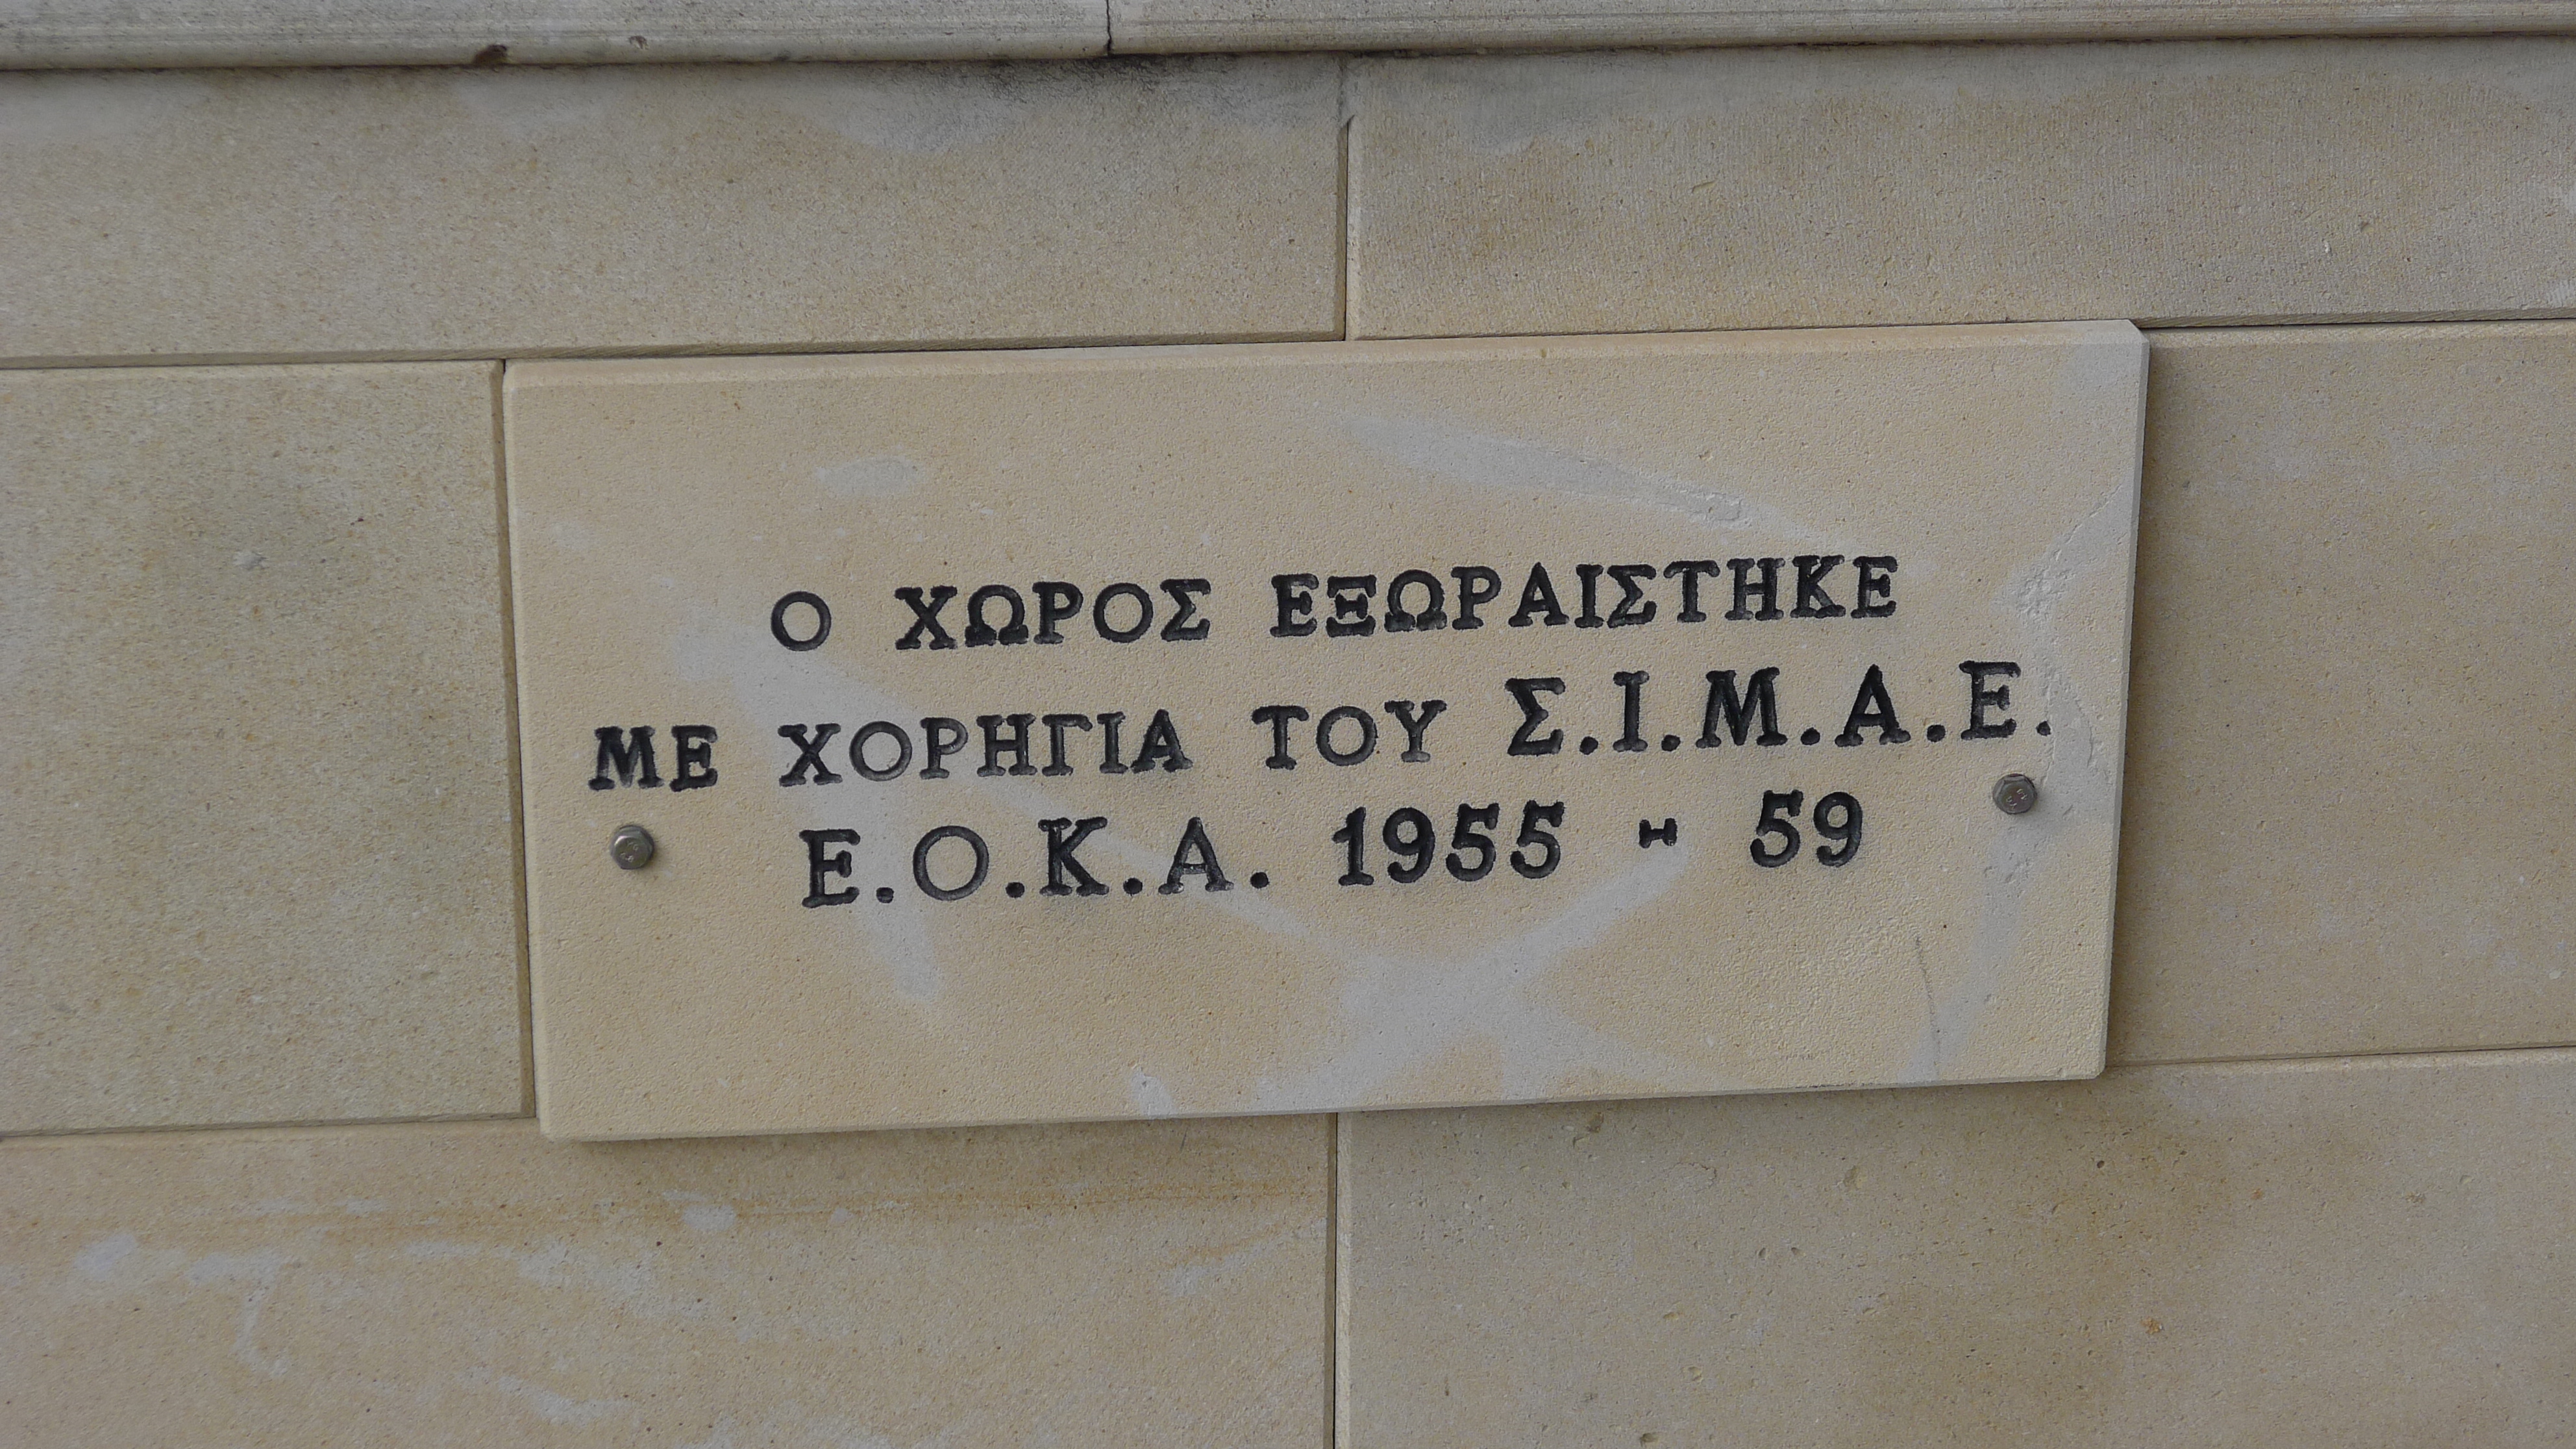 Ο ΧΩΡΟΣ ΕΞΩΡΑΙΣΤΗΚΕ
ΜΕ ΧΟΡΗΓΙΑ ΤΟΥ Σ.Ι.Μ.Α.Ε.
Ε.Ο.Κ.Α. 1955 - 59